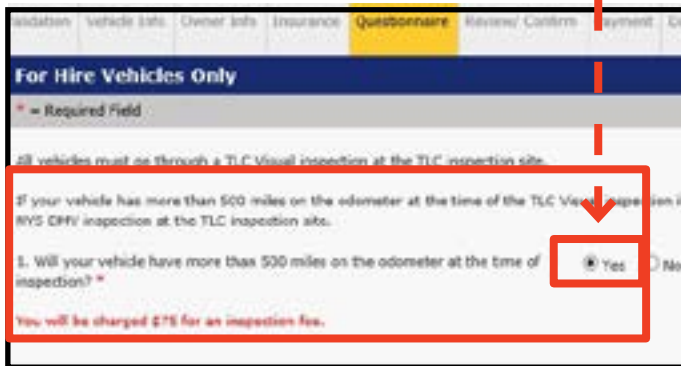 Vehicle Info Owner Info Insurance Questionnaire Review/ Confirm Payment
For Hire Vehicles Only
* = Required Field
All vehicles must go through a TLC Visual inspection at the TLC inspection site.
If your vehicle has more than 500 miles on the odometer at the time of the TLC Visual inspection
NYS DMV inspection at the TLC inspection site.
1. Will your vehicle have more than 500 miles on the odometer at the time of Yes No
inspection? *
You will be charged $75 for an inspection fee.